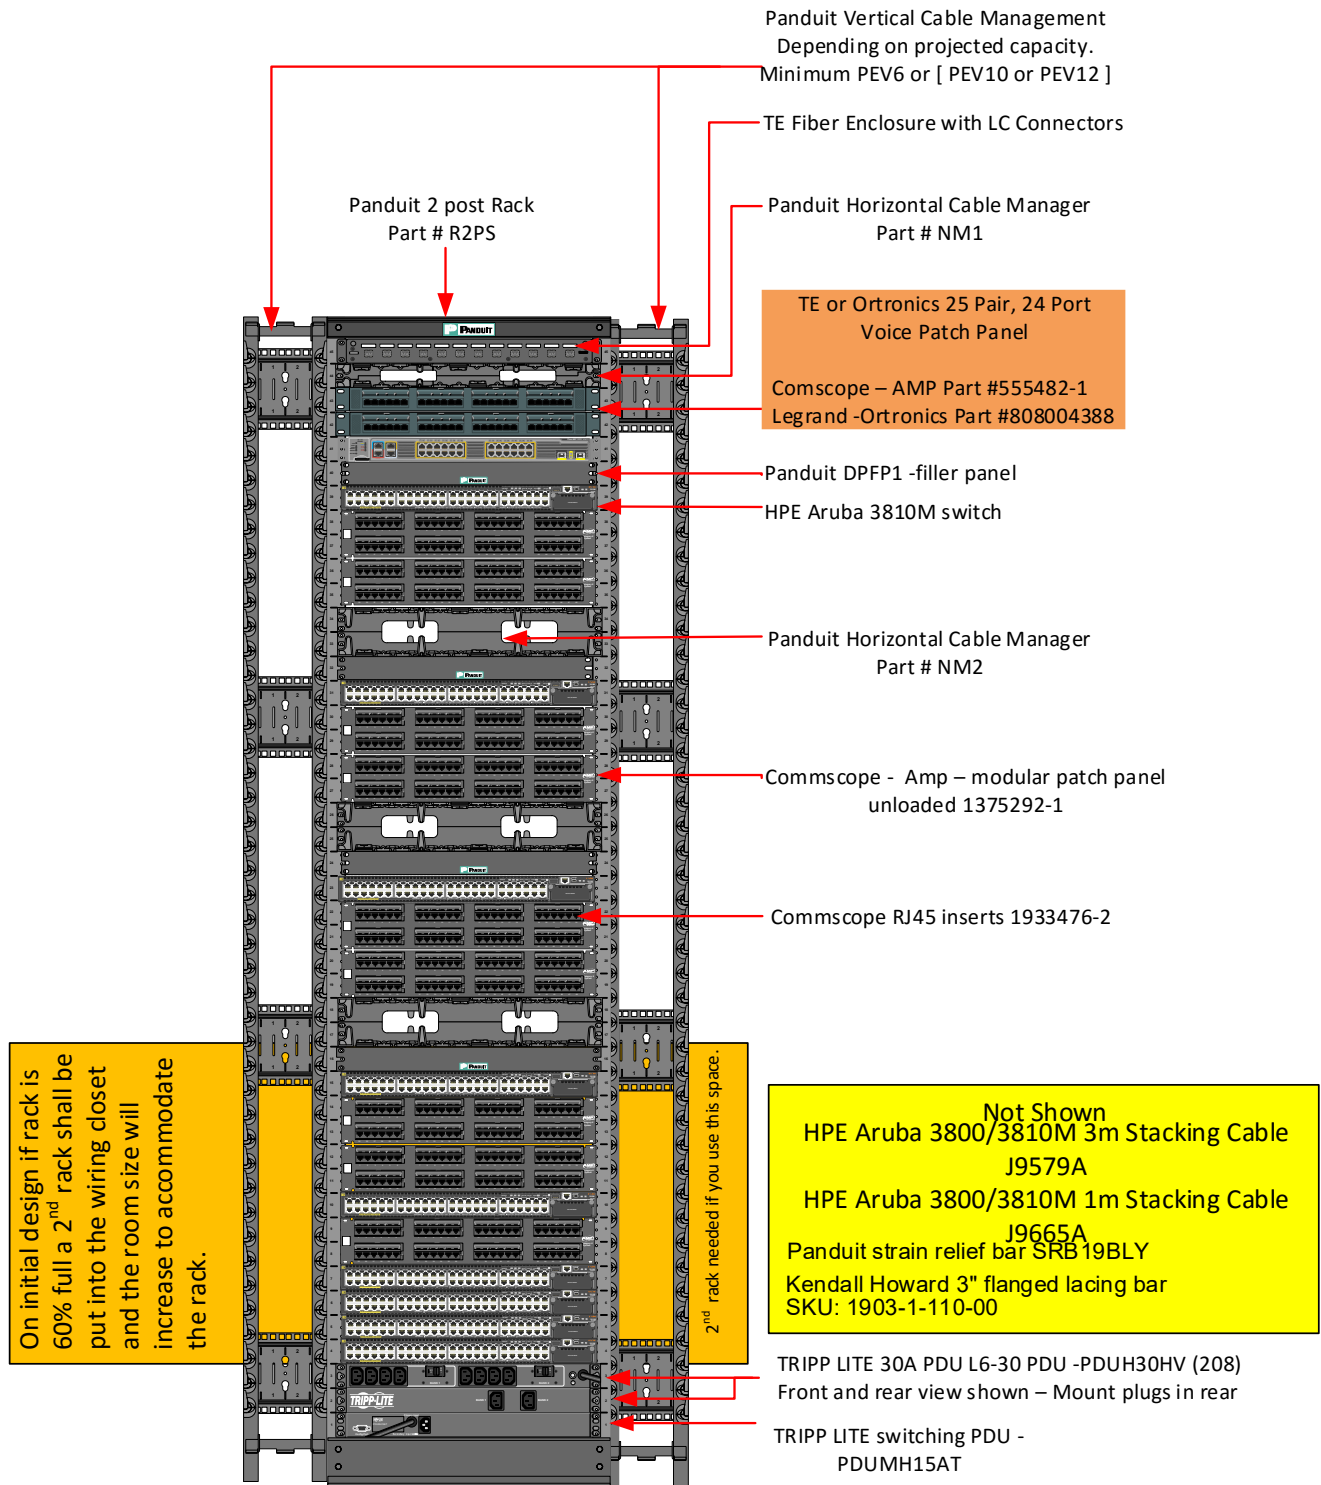 Panduit Vertical Cable Management
Depending on projected capacity.
Minimum PEV6 or [ PEV10 or PEV12 ]
TE Fiber Enclosure with LC Connectors
Panduit 2 post Rack
Part # R2PS
Panduit Horizontal Cable Manager
Part # NM1
TE or Ortronics 25 Pair, 24 Port
Voice Patch Panel
Comscope – AMP Part #555482-1
Legrand -Ortronics Part #808004388
PANDUIT
Panduit DPFP1 -filler panel
HPE Aruba 3810M switch
Panduit Horizontal Cable Manager
Part # NM2
Commscope - Amp – modular patch panel
unloaded 1375292-1
Commscope RJ45 inserts 1933476-2
On initial design if rack is
60% full a 2nd rack shall be
put into the wiring closet
and the room size will
increase to accommodate
the rack.
2nd rack needed if you use this space.
Not Shown
HPE Aruba 3800/3810M 3m Stacking Cable
J9579A
HPE Aruba 3800/3810M 1m Stacking Cable
J9665A
Panduit strain relief bar SRB19BLY
Kendall Howard 3" flanged lacing bar
SKU: 1903-1-110-00
TRIPP LITE 30A PDU L6-30 PDU -PDUH30HV (208)
Front and rear view shown – Mount plugs in rear
TRIPP-LITE
TRIPP LITE switching PDU -
PDUMH15AT